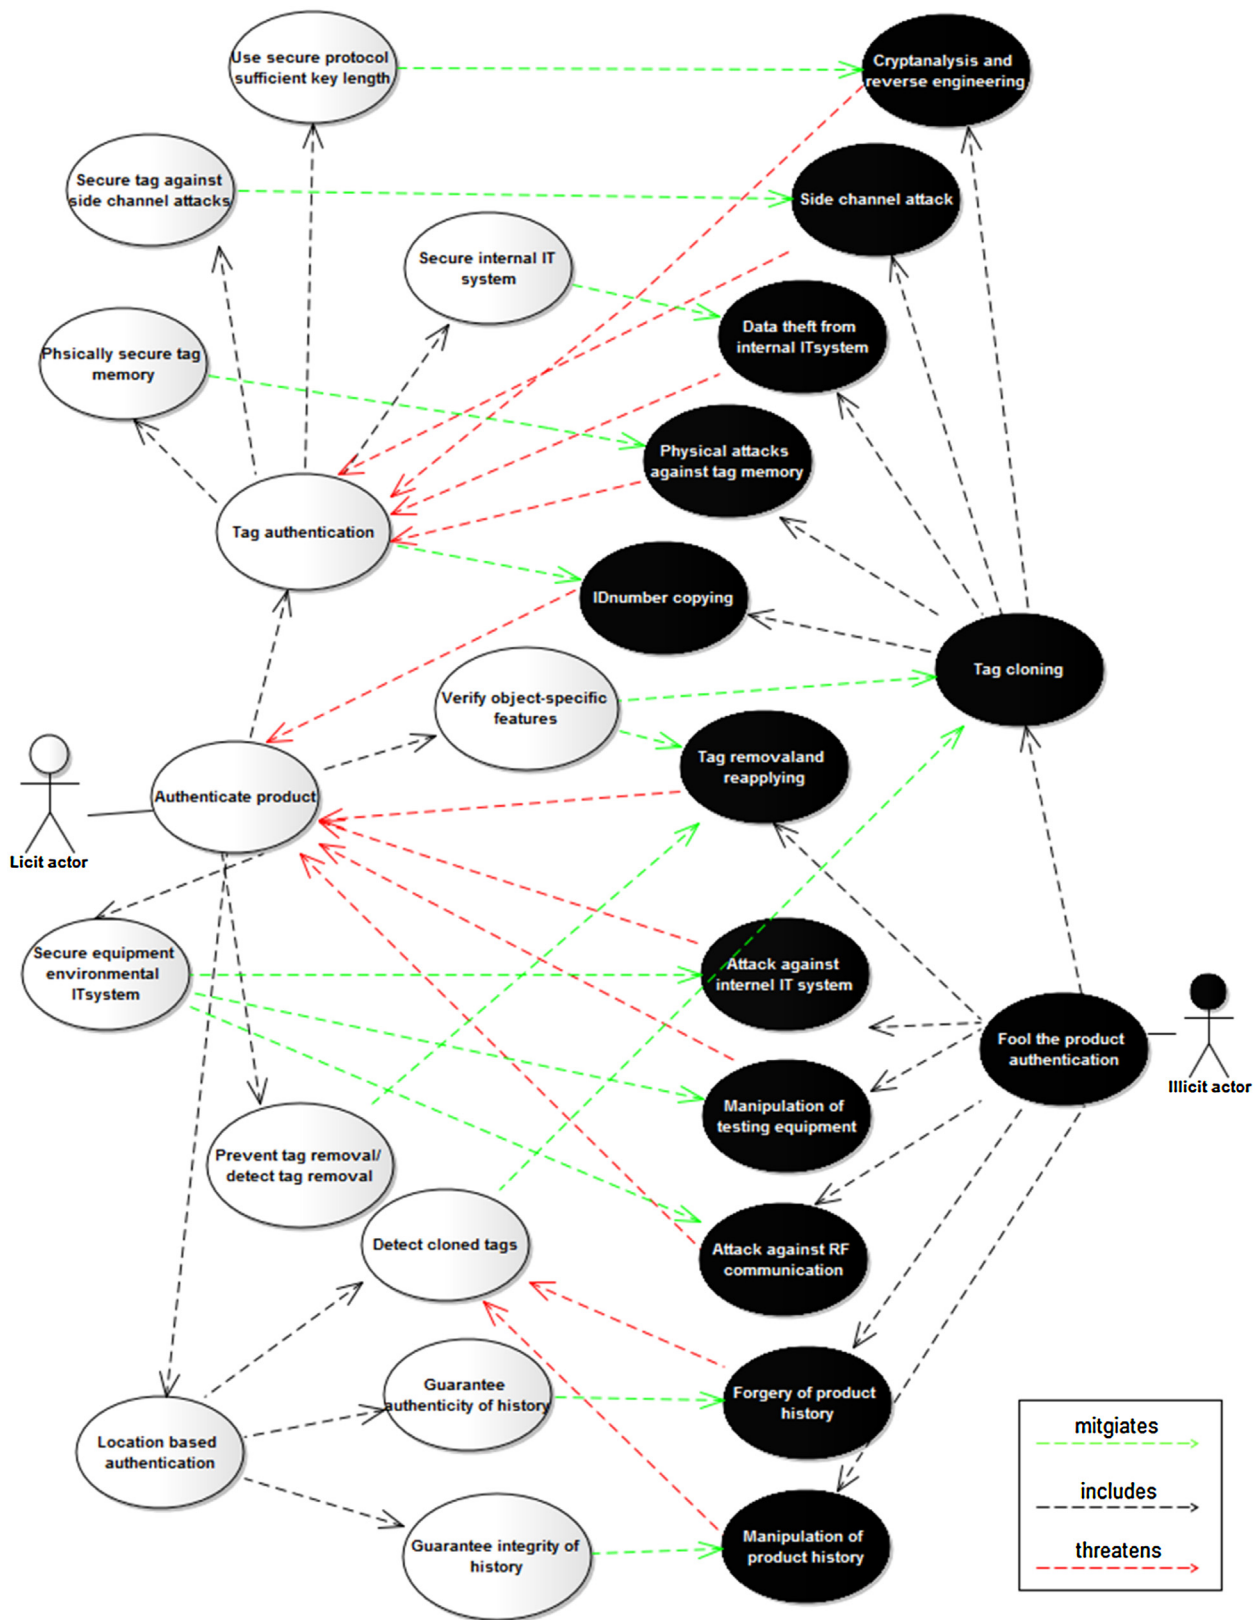 Use secure protocol
sufficient key length
Cryptanalysis and
reverse engineering
Secure tag against
side channel attacks
Side channel attack
Secure internal IT
system
Data theft from
internal ITsystem
Phsically secure tag
memory
Physical attacks
against tag memory
Tag authentication
IDnumber copying
Tag cloning
Verify object-specific
features
Tag removaland
reapplying
Authenticate product
Licit actor
Secure equipment
environmental
ITsystem
Attack against
internel IT system
Fool the product
authentication
Illicit actor
Manipulation of
testing equipment
Prevent tag removal/
detect tag removal
Detect cloned tags
Attack against RF
communication
Guarantee
authenticity of history
Forgery of product
history
Location based
authentication
Guarantee integrity of
history
Manipulation of
product history
mitgiates
includes
threatens